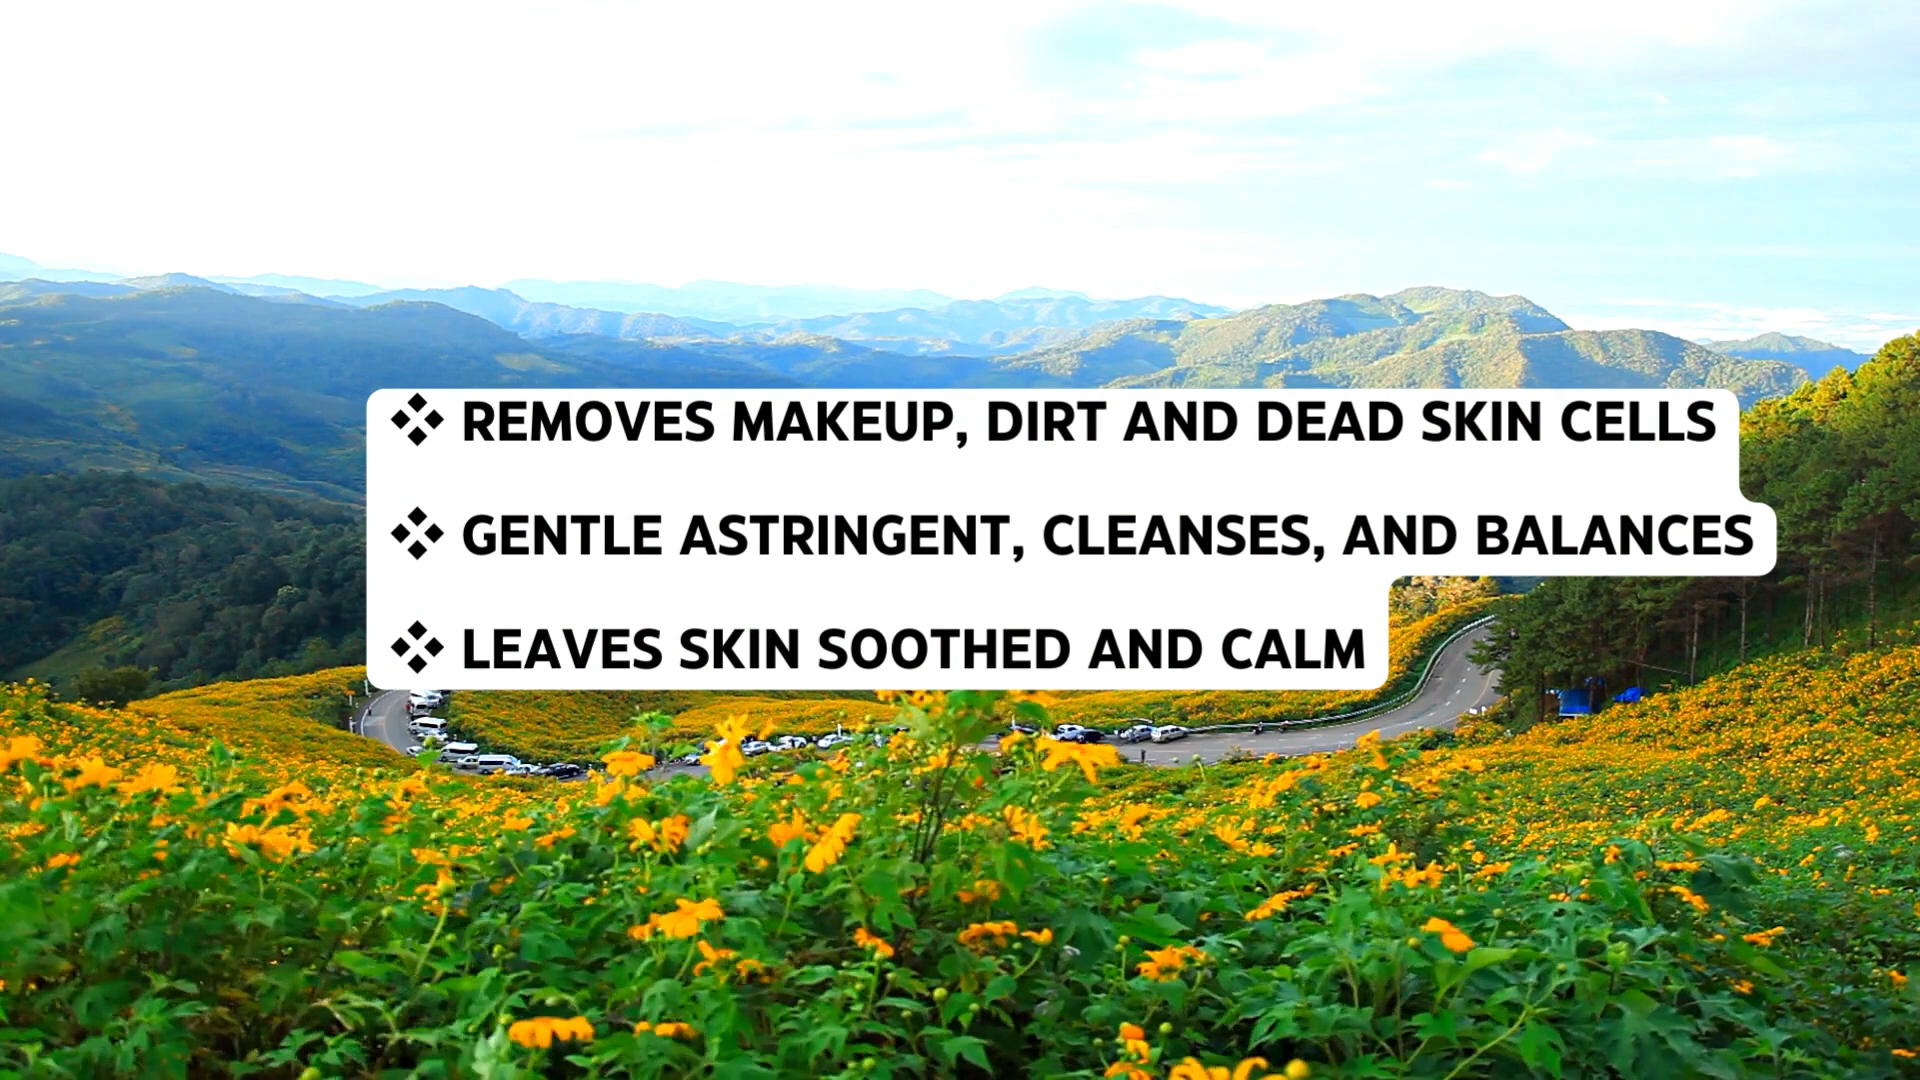 ❖ REMOVES MAKEUP, DIRT AND DEAD SKIN CELLS
❖ GENTLE ASTRINGENT, CLEANSES, AND BALANCES
❖ LEAVES SKIN SOOTHED AND CALM